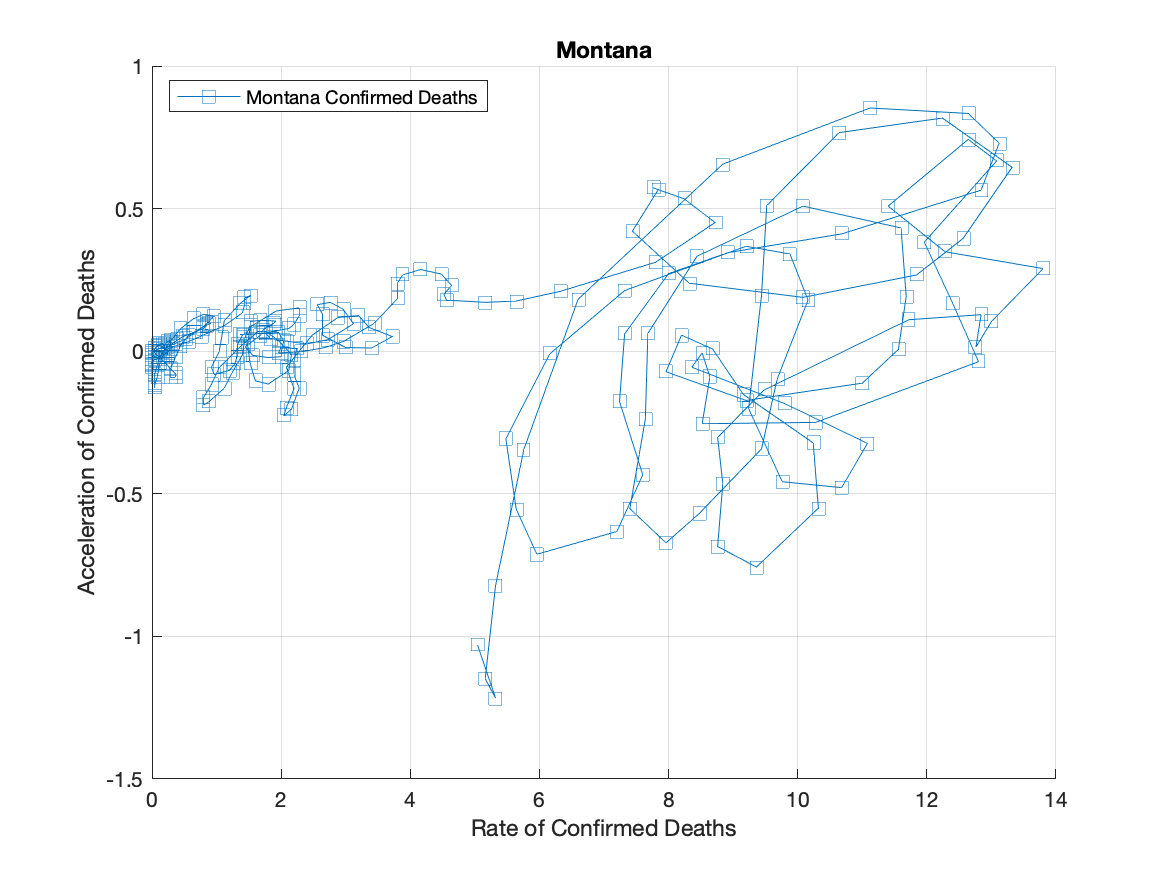 Montana
Montana Confirmed Deaths
1
0.5
0
-0.5
-1
-1.5
Acceleration of Confirmed Deaths
0 2 4 6 8 10 12 14
Rate of Confirmed Deaths